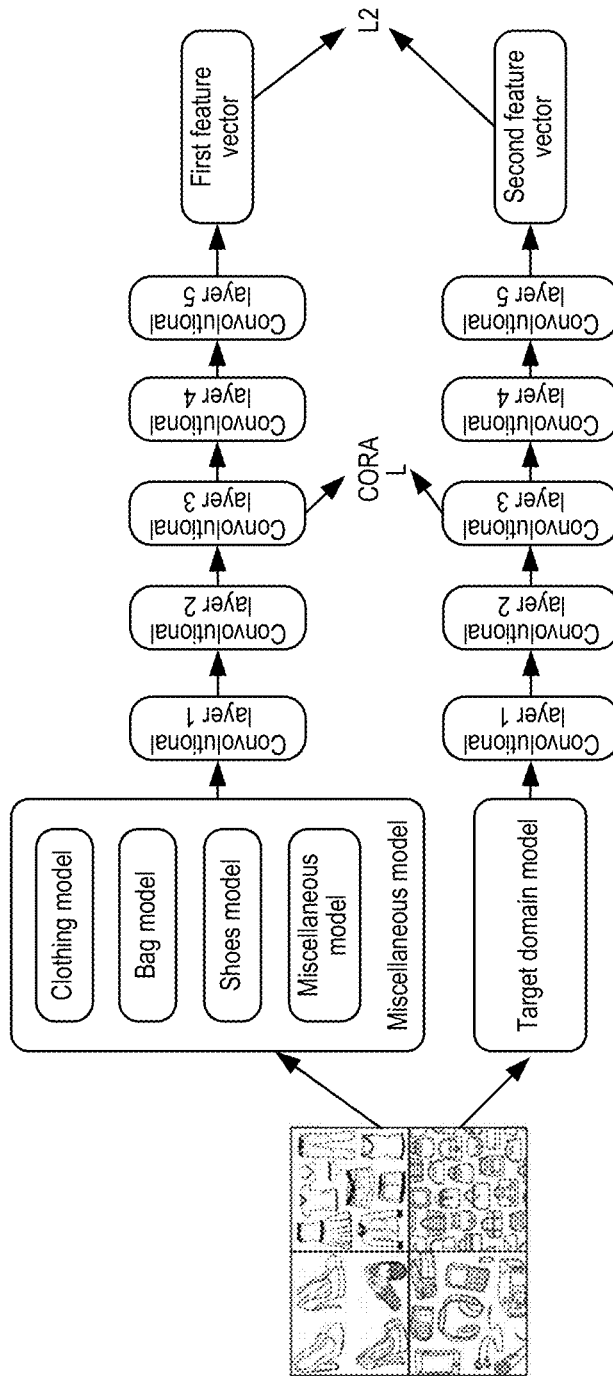 Clothing model
Bag model
Shoes model
Miscellaneous
model
Miscellaneous model
Convolutional
layer 1
Convolutional
layer 2
Convolutional
layer 3
Convolutional
layer 4
Convolutional
layer 5
First feature
vector
CORA
L
L2
Target domain model
Convolutional
layer 1
Convolutional
layer 2
Convolutional
layer 3
Convolutional
layer 4
Convolutional
layer 5
Second feature
vector